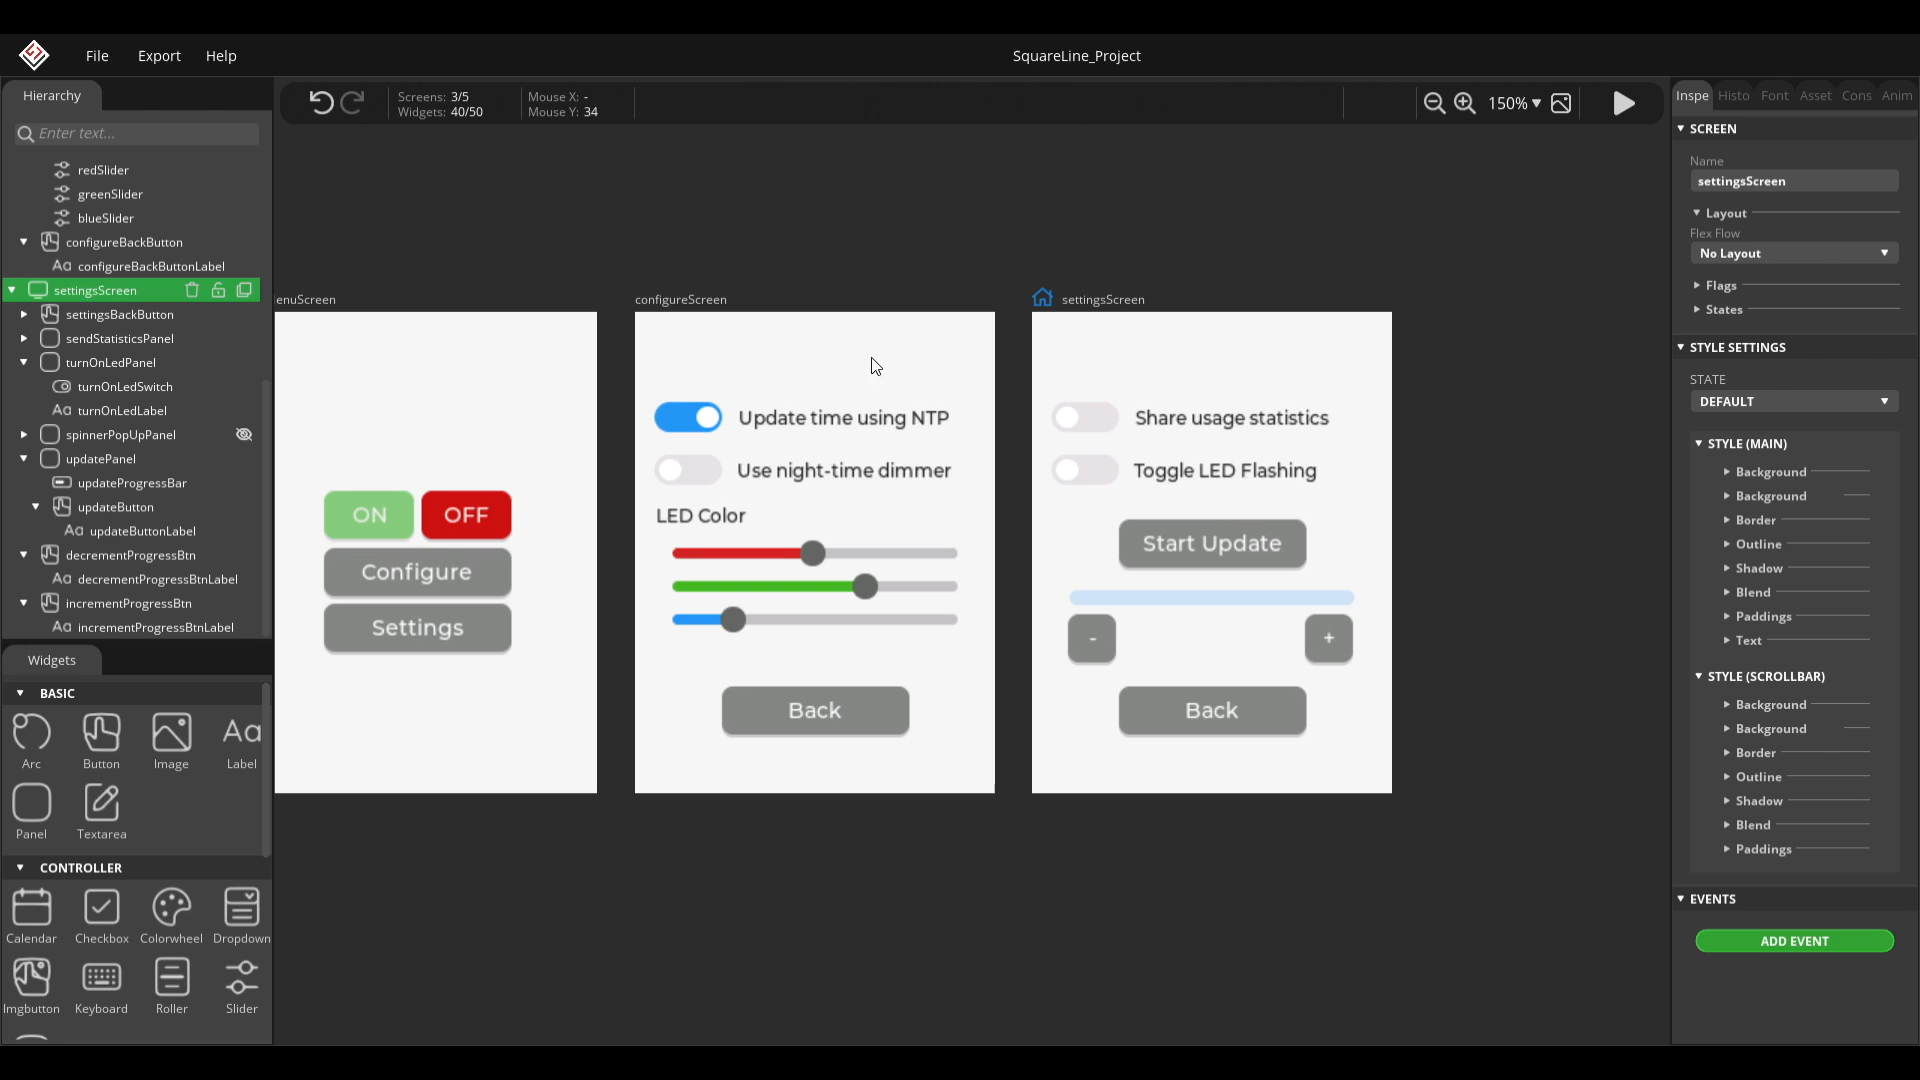 File Export Help SquareLine_Project
Hierarchy
Enter text...
redSlider
greenSlider
blueSlider
configureBackButton
configureBackButtonLabel
settingsScreen
settingsBackButton
sendStatisticsPanel
turnOnLedPanel
turnOnLedSwitch
turnOnLedLabel
spinnerPopUpPanel
updatePanel
updateProgressBar
updateButton
updateButtonLabel
decrementProgressBtn
decrementProgressBtnLabel
incrementProgressBtn
incrementProgressBtnLabel
Widgets
BASIC
Arc Button Image Label
Panel Textarea
CONTROLLER
Calendar Checkbox Colorwheel Dropdown
Imgbutton Keyboard Roller Slider
Screens: 3/5
Widgets: 40/50
Mouse X: -
Mouse Y: 34
150%
enuScreen
ON OFF
Configure
Settings
configureScreen
Update time using NTP
Use night-time dimmer
LED Color
Back
settingsScreen
Share usage statistics
Toggle LED Flashing
Start Update
- +
Back
Inspe Histo Font Asset Cons Anim
SCREEN
Name
settingsScreen
Layout
Flex Flow
No Layout
Flags
States
STYLE SETTINGS
STATE
DEFAULT
STYLE (MAIN)
Background
Background
Border
Outline
Shadow
Blend
Paddings
Text
STYLE (SCROLLBAR)
Background
Background
Border
Outline
Shadow
Blend
Paddings
EVENTS
ADD EVENT